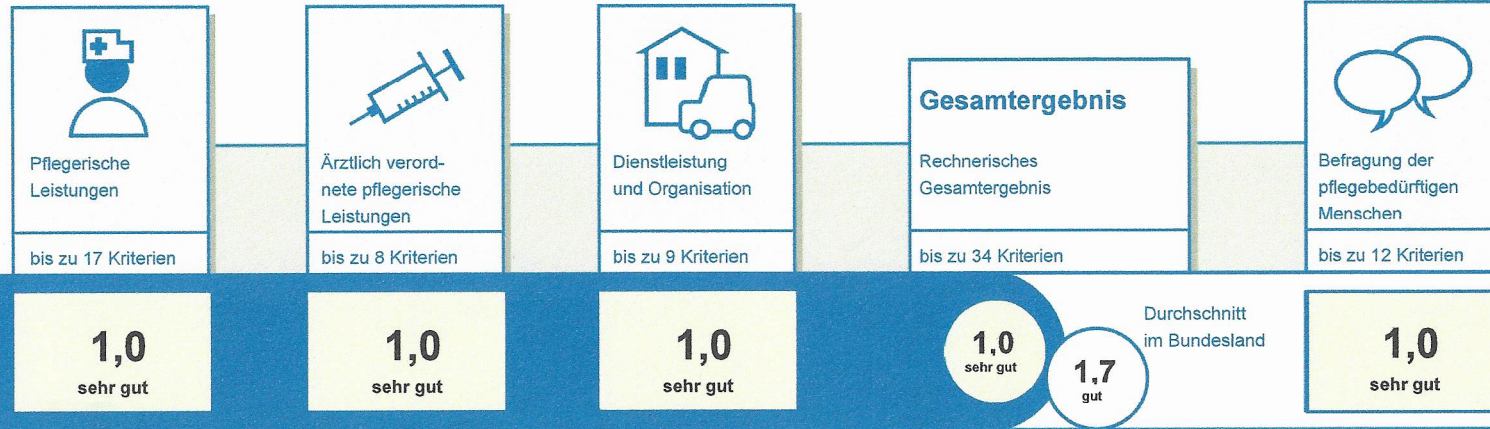 Pflegerische
Leistungen
bis zu 17 Kriterien
1,0
sehr gut
Ärztlich verord-
nete pflegerische
Leistungen
bis zu 8 Kriterien
1,0
sehr gut
Dienstleistung
und Organisation
bis zu 9 Kriterien
1,0
sehr gut
Gesamtergebnis
Rechnerisches
Gesamtergebnis
bis zu 34 Kriterien
1,0
sehr gut
1,7
gut
Durchschnitt
im Bundesland
Befragung der
pflegebedürftigen
Menschen
bis zu 12 Kriterien
1,0
sehr gut